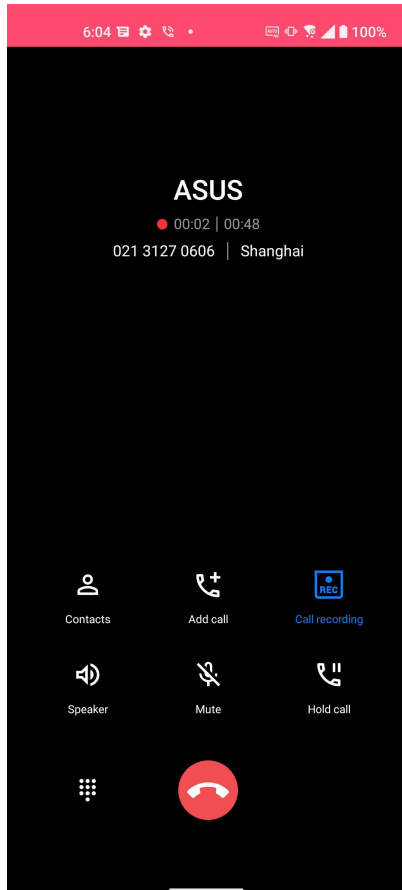 6:04 100%
ASUS
00:02 | 00:48
021 3127 0606 | Shanghai
REC
Contacts Add call Call recording
Speaker Mute Hold call